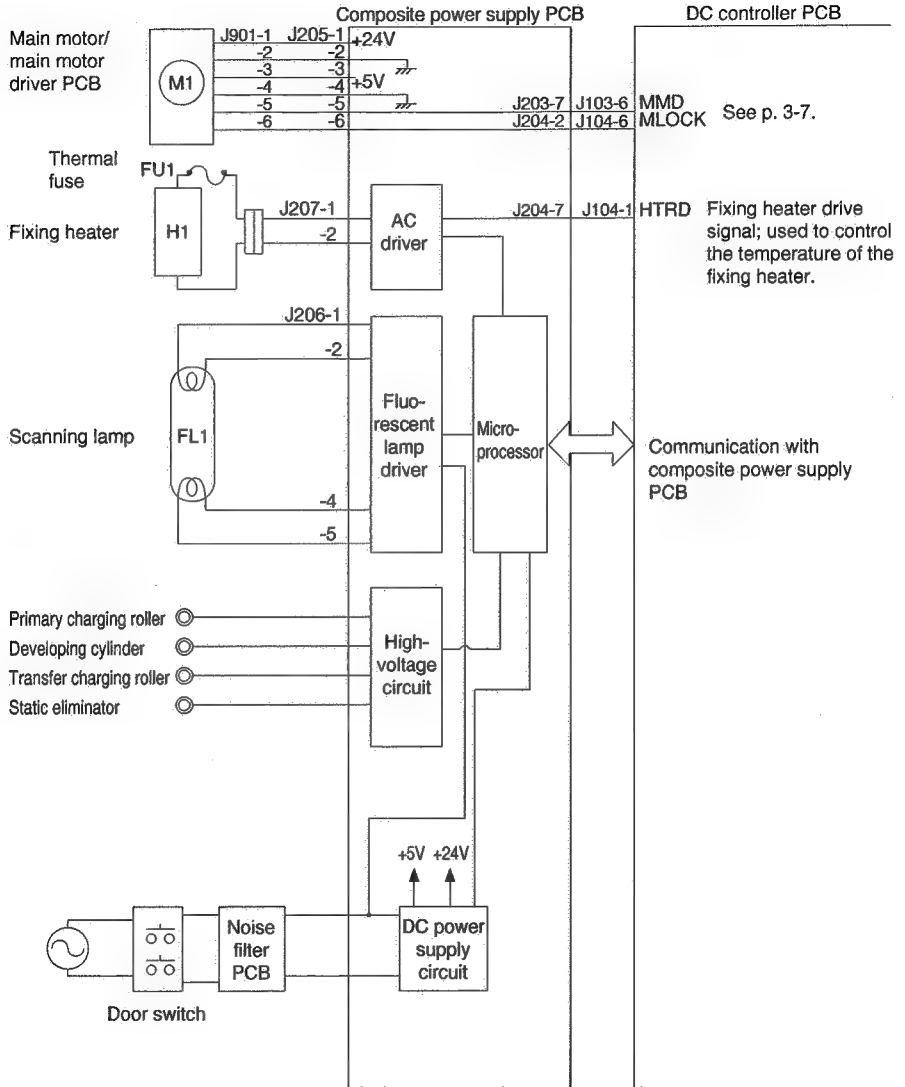 Composite power supply PCB
DC controller PCB
Main motor/
main motor
driver PCB
M1
J901-1 J205-1 +24V
-2 -2
-3 -3 +5V
-4 -4
-5 -5
-6 -6
J203-7 J103-6 MMD
J204-2 J104-6 MLOCK
See p. 3-7.
Thermal
fuse
FU1
Fixing heater
H1
J207-1
-2
AC
driver
J204-7 J104-1 HTRD
Fixing heater drive
signal; used to control
the temperature of the
fixing heater.
Scanning lamp
FL1
J206-1
-2
-4
-5
Fluo-
rescent
lamp
driver
Micro-
processor
Communication with
composite power supply
PCB
Primary charging roller
Developing cylinder
Transfer charging roller
Static eliminator
High-
voltage
circuit
+5V +24V
Noise
filter
PCB
DC power
supply
circuit
Door switch